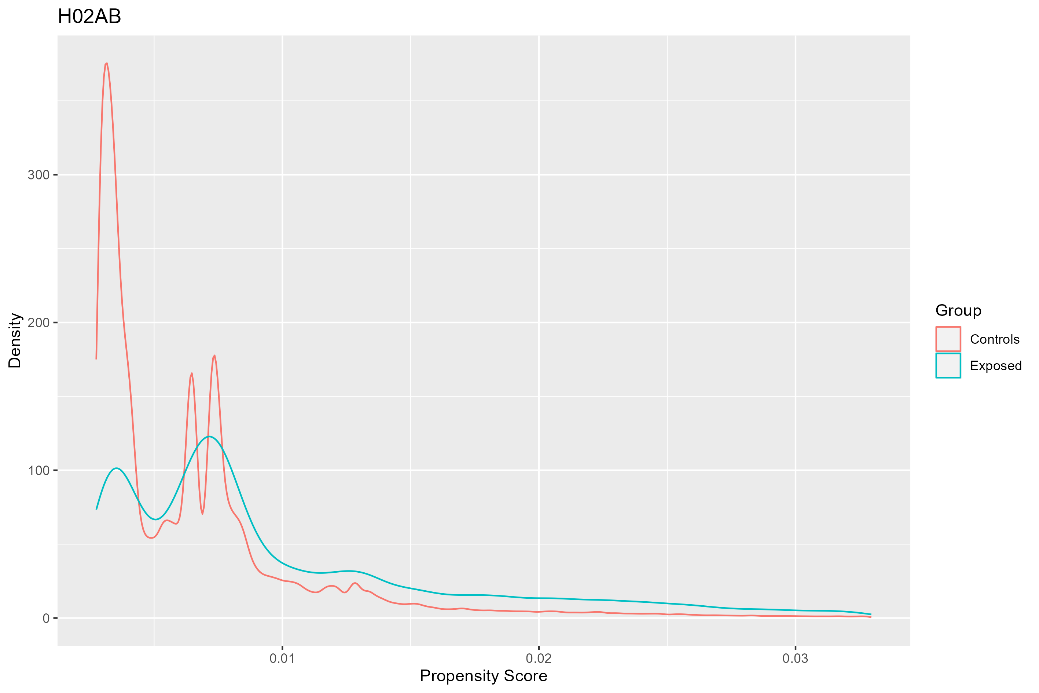 H02AB
Density
300
200
100
0
0.01
0.02
0.03
Propensity Score
Group
Controls
Exposed